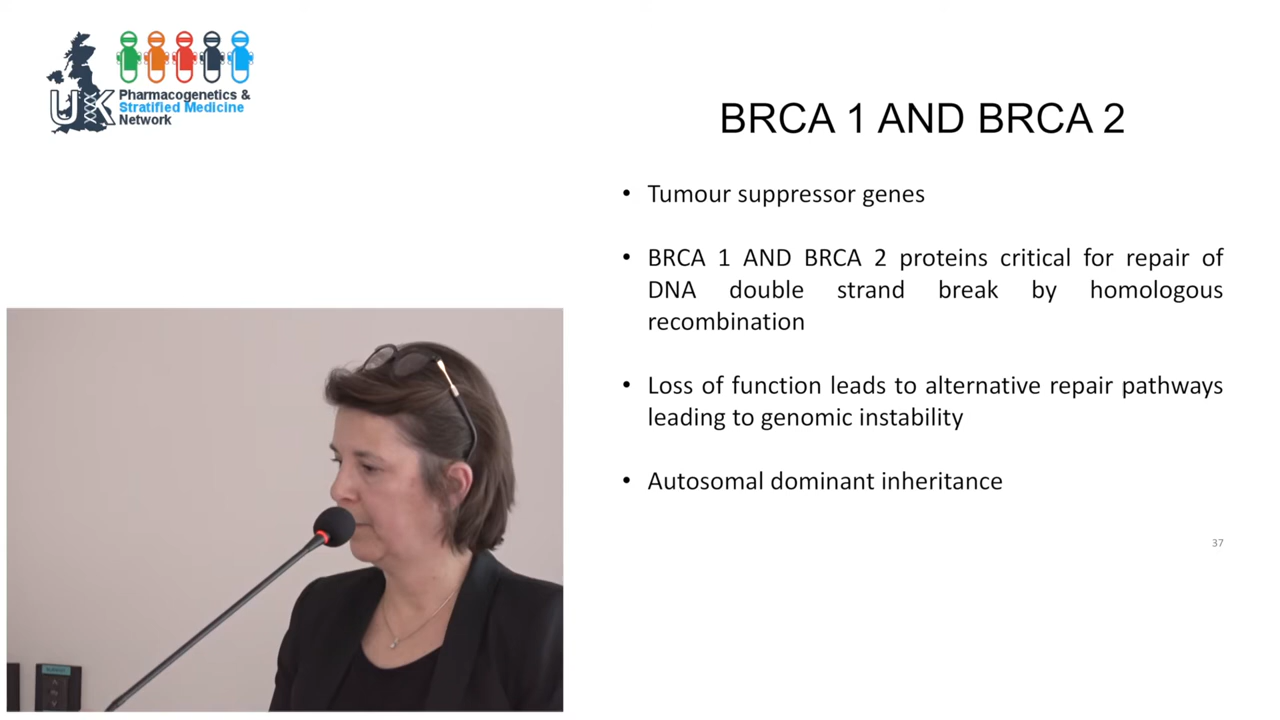 UK
Pharmacogenetics &
Stratified Medicine
Network
BRCA 1 AND BRCA 2
• Tumour suppressor genes
• BRCA 1 AND BRCA 2 proteins critical for repair of
DNA double strand break by homologous
recombination
• Loss of function leads to alternative repair pathways
leading to genomic instability
• Autosomal dominant inheritance
37